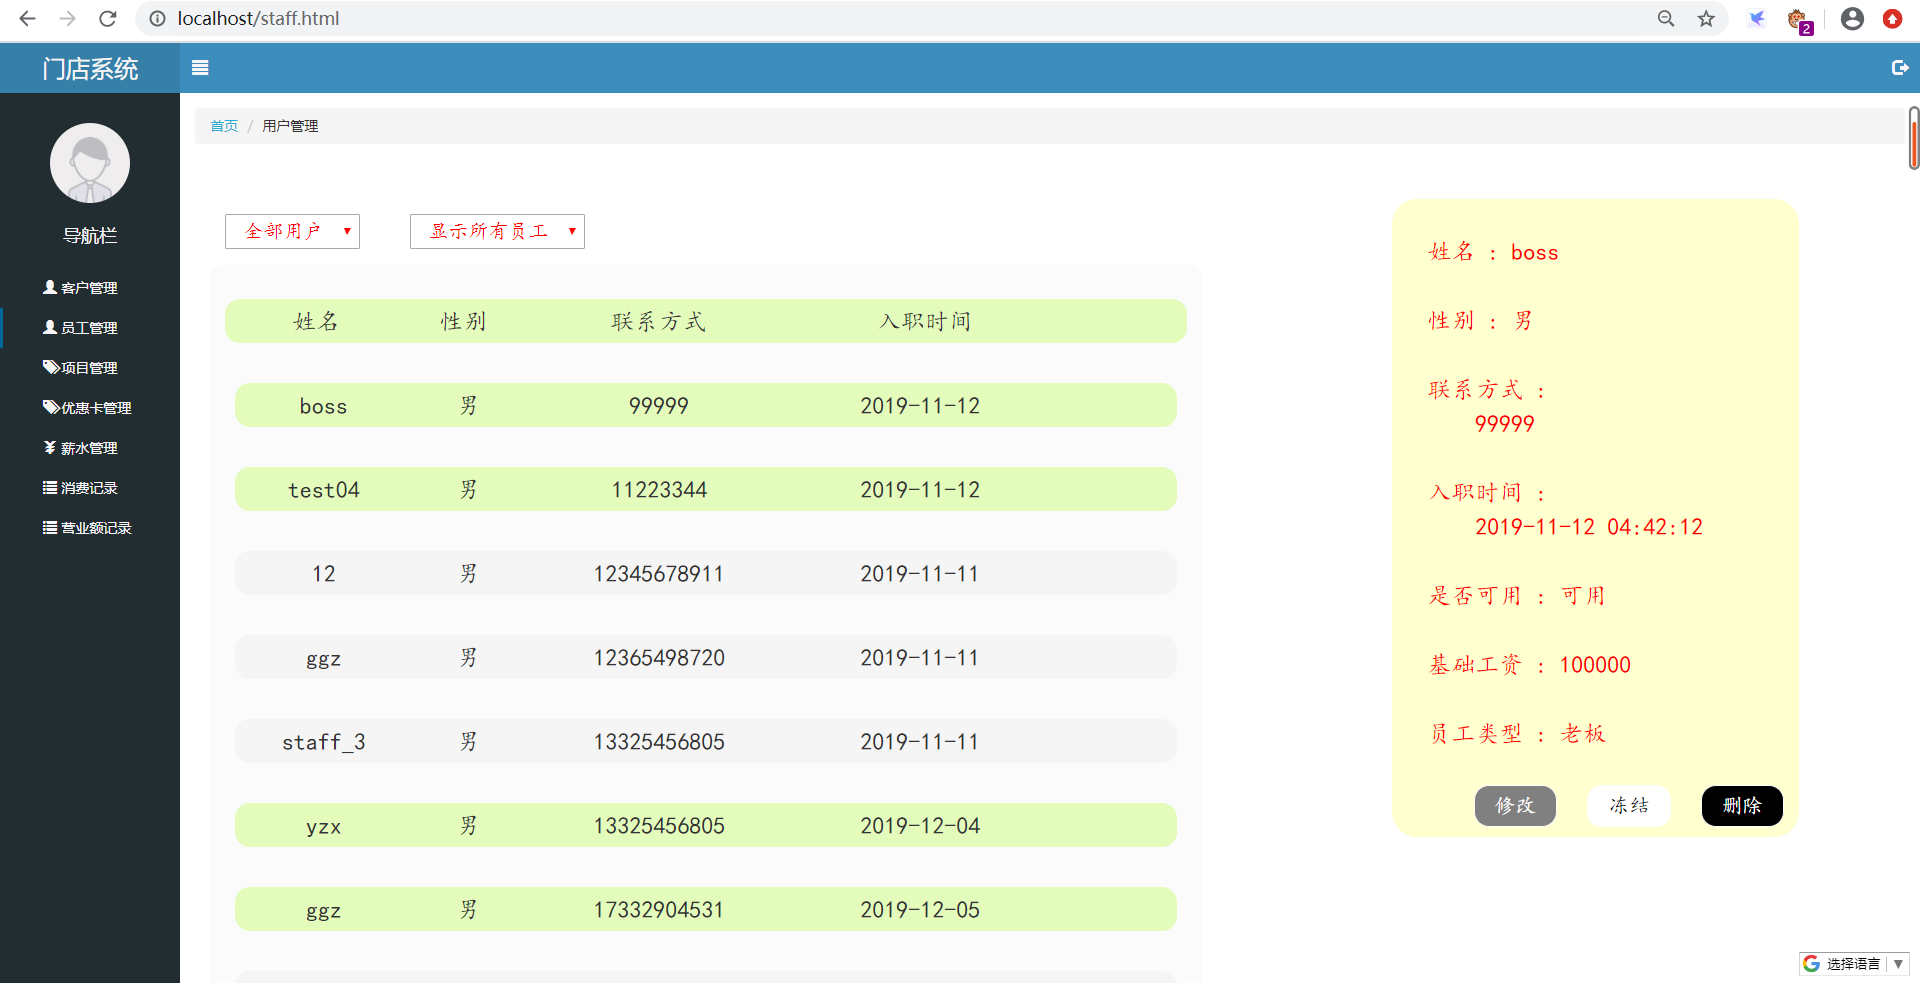 localhost/staff.html
2
门店系统
首页 / 用户管理
导航栏
客户管理
员工管理
项目管理
优惠卡管理
薪水管理
消费记录
营业额记录
全部用户
显示所有员工
姓名 性别 联系方式 入职时间
boss 男 99999 2019-11-12
test04 男 11223344 2019-11-12
12 男 12345678911 2019-11-11
ggz 男 12365498720 2019-11-11
staff_3 男 13325456805 2019-11-11
yzx 男 13325456805 2019-12-04
ggz 男 17332904531 2019-12-05
姓名 : boss
性别 : 男
联系方式 :
99999
入职时间 :
2019-11-12 04:42:12
是否可用 : 可用
基础工资 : 100000
员工类型 : 老板
修改 冻结 删除
选择语言